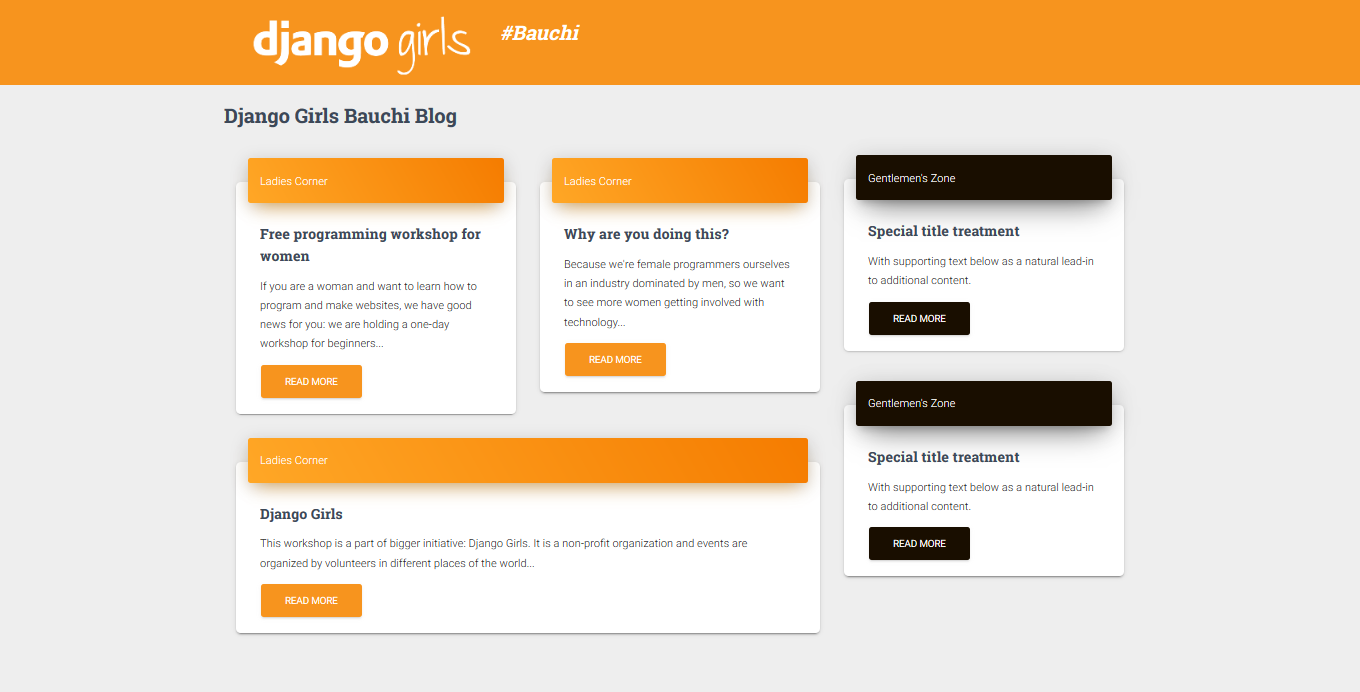 django girls
#Bauchi
Django Girls Bauchi Blog
Ladies Corner
Free programming workshop for
women
If you are a woman and want to learn how to
program and make websites, we have good
news for you: we are holding a one-day
workshop for beginners...
READ MORE
Ladies Corner
Why are you doing this?
Because we're female programmers ourselves
in an industry dominated by men, so we want
to see more women getting involved with
technology...
READ MORE
Ladies Corner
Django Girls
This workshop is a part of bigger initiative: Django Girls. It is a non-profit organization and events are
organized by volunteers in different places of the world...
READ MORE
Gentlemen's Zone
Special title treatment
With supporting text below as a natural lead-in
to additional content.
READ MORE
Gentlemen's Zone
Special title treatment
With supporting text below as a natural lead-in
to additional content.
READ MORE